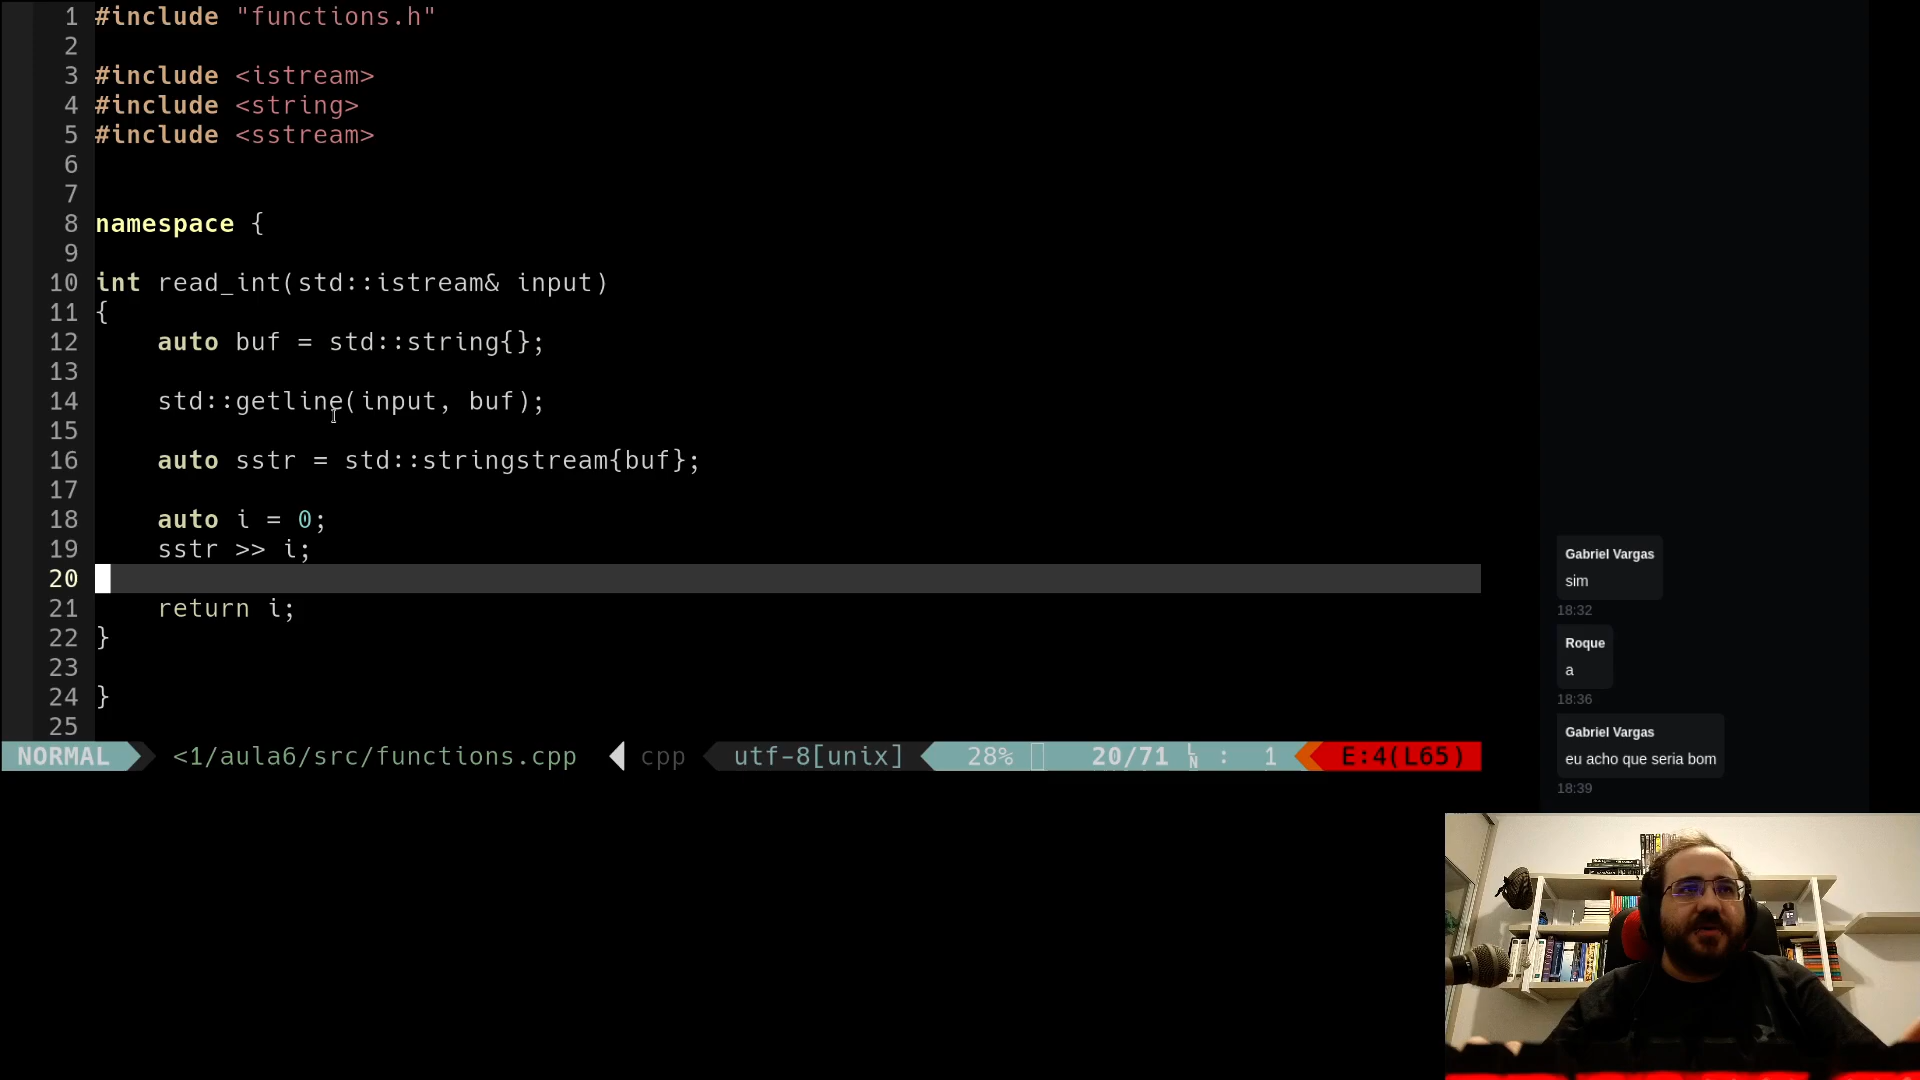 1 #include "functions.h"
2
3 #include <istream>
4 #include <string>
5 #include <sstream>
6
7
8 namespace {
9
10 int read_int(std::istream& input)
11 {
12     auto buf = std::string{};
13
14     std::getline(input, buf);
15
16     auto sstr = std::stringstream{buf};
17
18     auto i = 0;
19     sstr >> i;
20
21     return i;
22 }
23
24 }
25
NORMAL <1/aula6/src/functions.cpp cpp utf-8[unix] 28% 20/71 LN : 1 E:4(L65)
Gabriel Vargas
sim
18:32
Roque
a
18:36
Gabriel Vargas
eu acho que seria bom
18:39